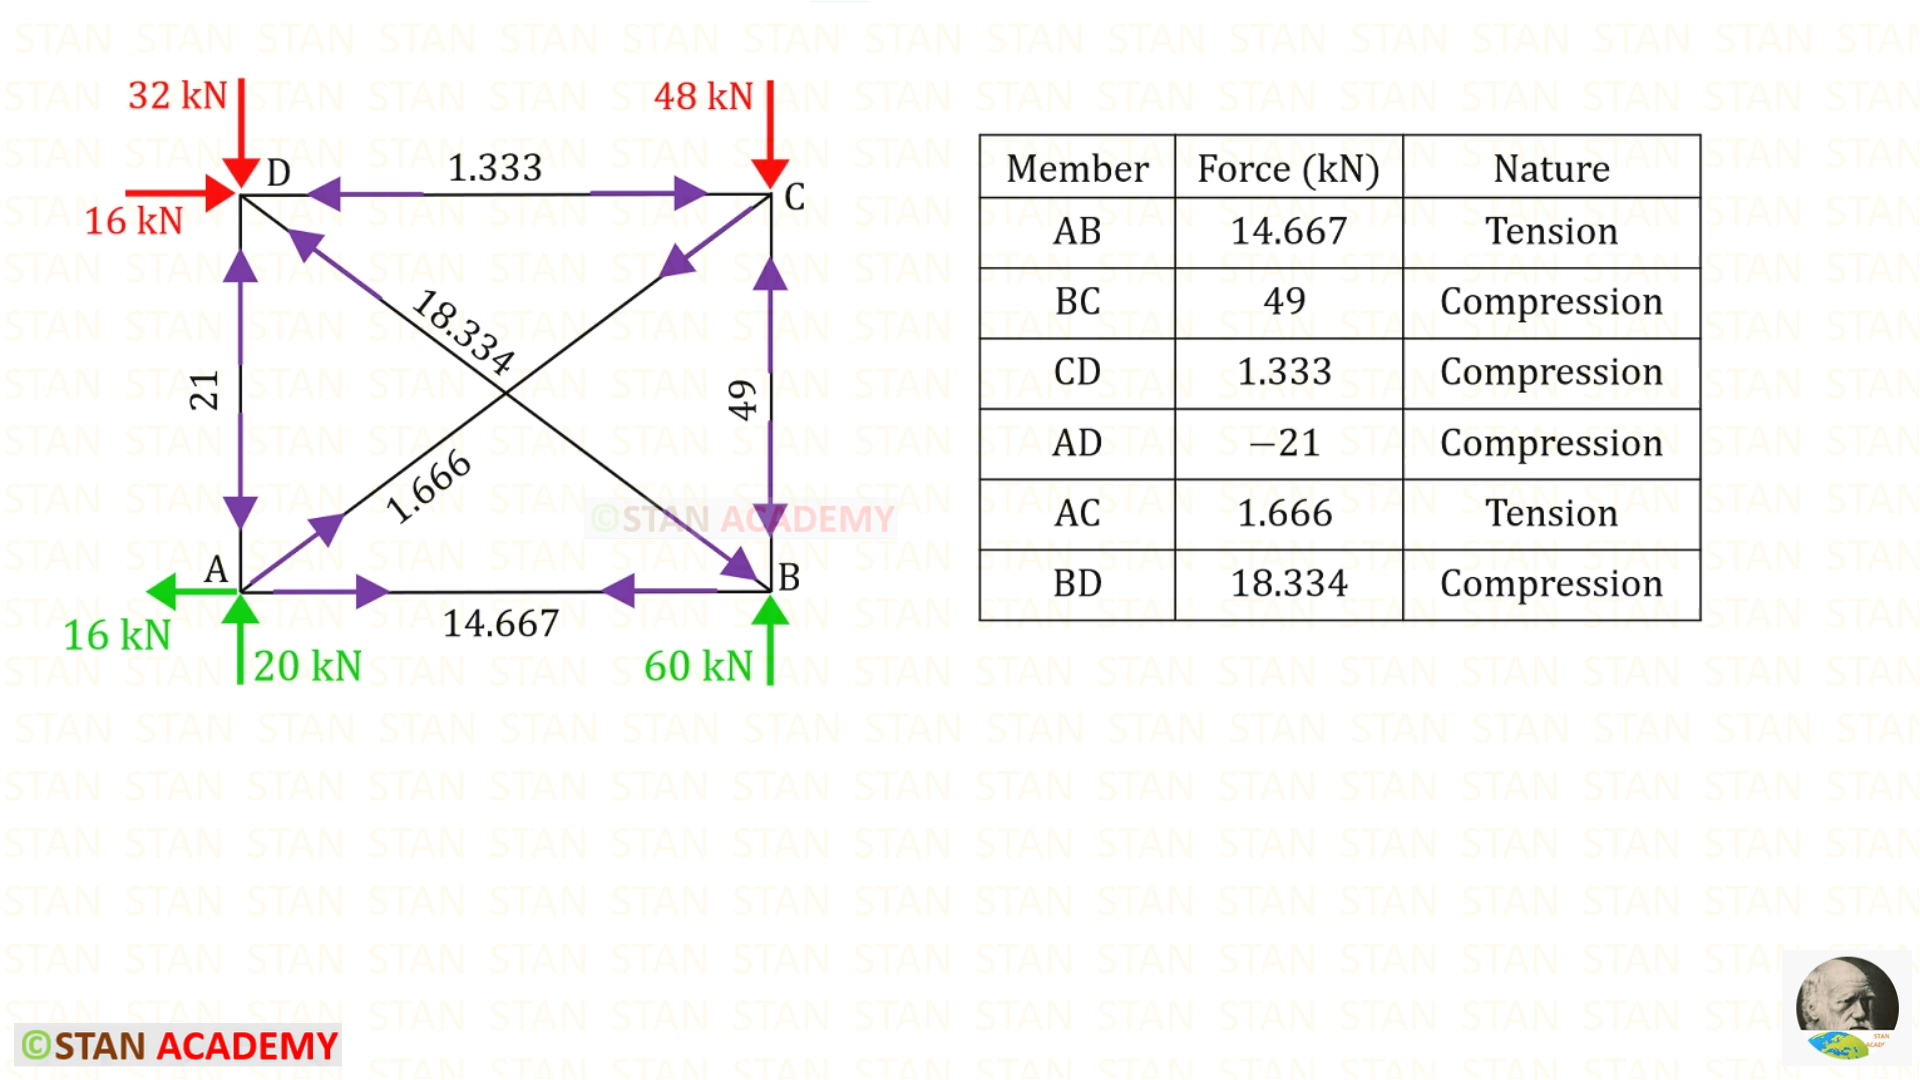 32 kN
48 kN
D
1.333
C
16 kN
18.334
21
49
1.666
A
B
16 kN
14.667
20 kN
60 kN
Member Force (kN) Nature
AB 14.667 Tension
BC 49 Compression
CD 1.333 Compression
AD −21 Compression
AC 1.666 Tension
BD 18.334 Compression
©STAN ACADEMY
©STAN ACADEMY
STAN